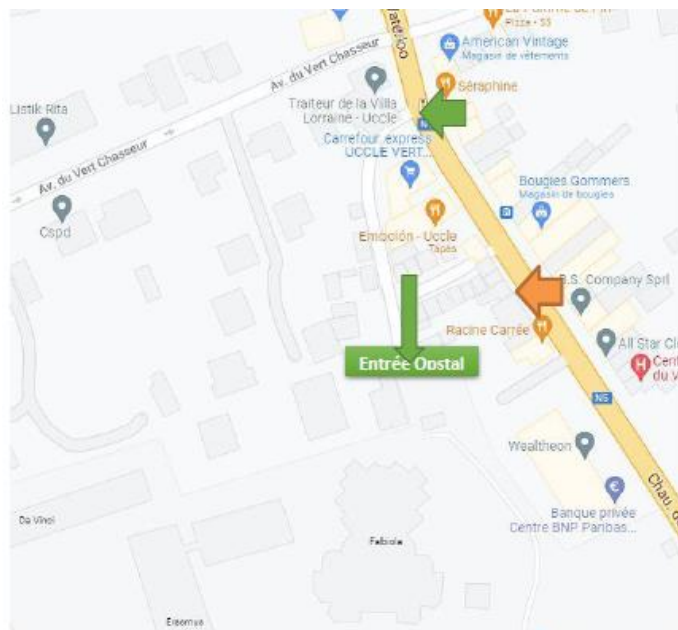 Pizza - $$
American Vintage
Magasin de vêtements
Av. du Vert Chasseur
Séraphine
Traiteur de la Villa
Lorraine - Uccle
Listik Rita
Carrefour express
UCCLE VERT...
Av. du Vert Chasseur
Bougies Gommers
Magasin de bougies
Cspd
Emoción - Uccle
Tapas
B.S. Company Sprl
Racine Carrée
All Star
Entrée Opstal
N5
Wealtheon
Chau.
Banque privée
Centre BNP Paribas...
Da Vinci
Fabiola
Erasmus